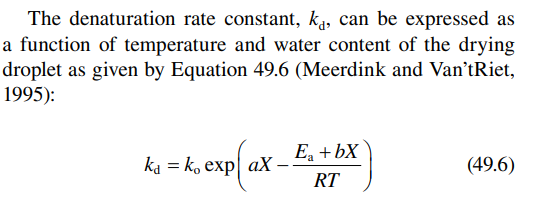 The denaturation rate constant, k_d, can be expressed as
a function of temperature and water content of the drying
droplet as given by Equation 49.6 (Meerdink and Van'tRiet,
1995):
k_d = k_o exp( aX − (E_a + bX)/(RT) ) (49.6)